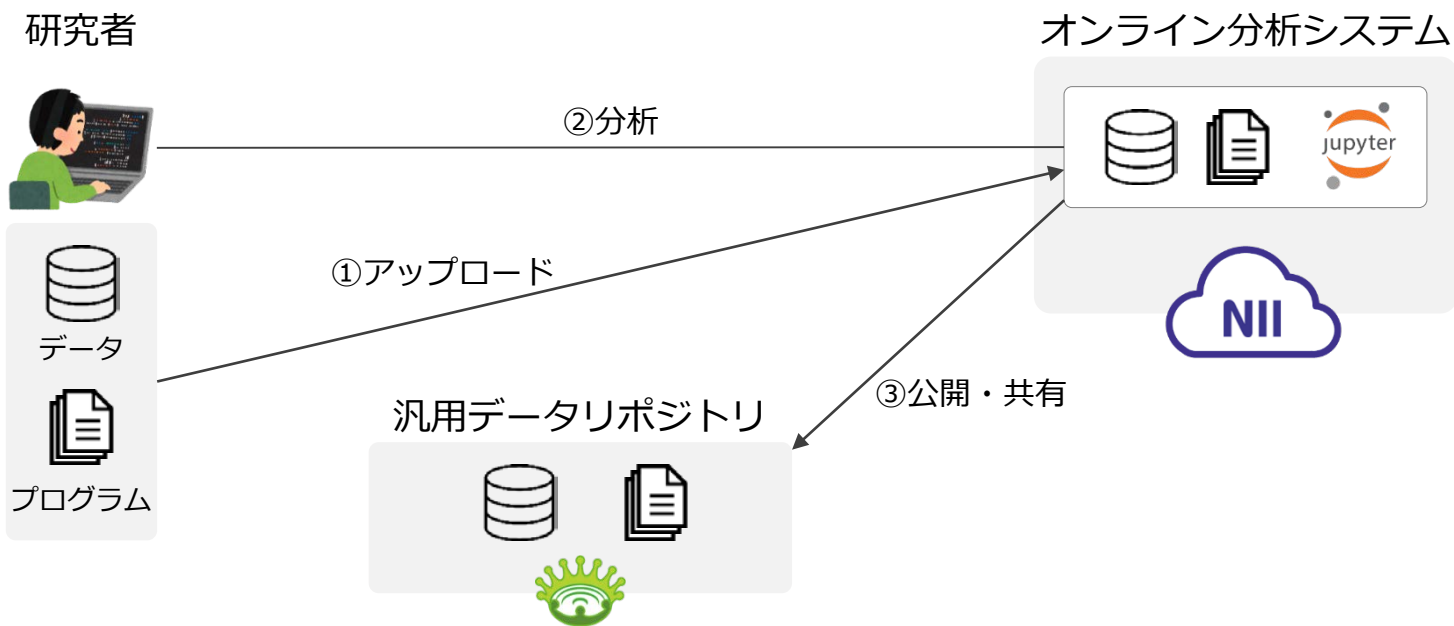 研究者
オンライン分析システム
②分析
jupyter
①アップロード
データ
NII
③公開・共有
汎用データリポジトリ
プログラム